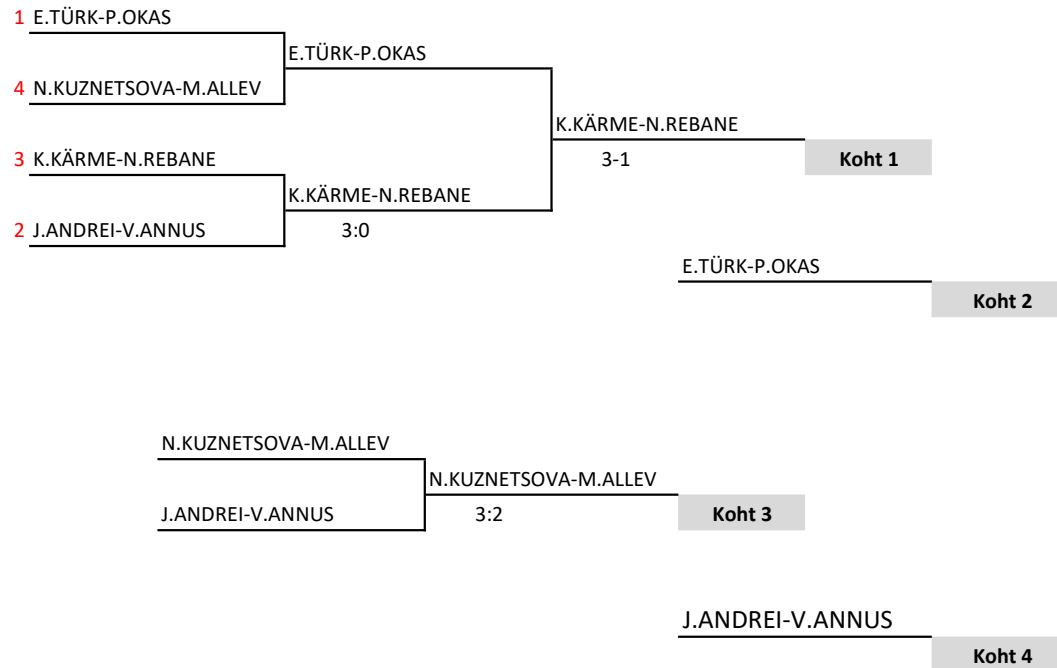 1 E.TÜRK-P.OKAS
E.TÜRK-P.OKAS
4 N.KUZNETSOVA-M.ALLEV
K.KÄRME-N.REBANE
3 K.KÄRME-N.REBANE
3-1
Koht 1
K.KÄRME-N.REBANE
2 J.ANDREI-V.ANNUS
3:0
E.TÜRK-P.OKAS
Koht 2
N.KUZNETSOVA-M.ALLEV
N.KUZNETSOVA-M.ALLEV
J.ANDREI-V.ANNUS
3:2
Koht 3
J.ANDREI-V.ANNUS
Koht 4